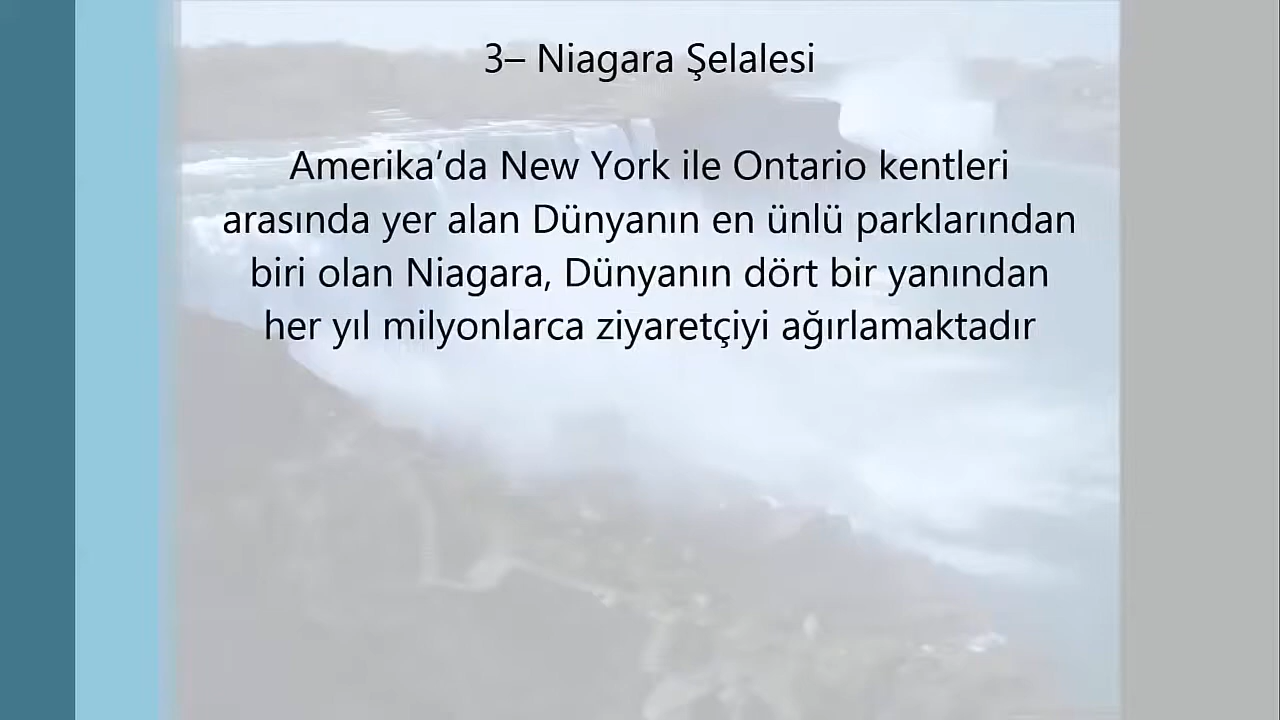 3– Niagara Şelalesi
Amerika’da New York ile Ontario kentleri
arasında yer alan Dünyanın en ünlü parklarından
biri olan Niagara, Dünyanın dört bir yanından
her yıl milyonlarca ziyaretçiyi ağırlamaktadır